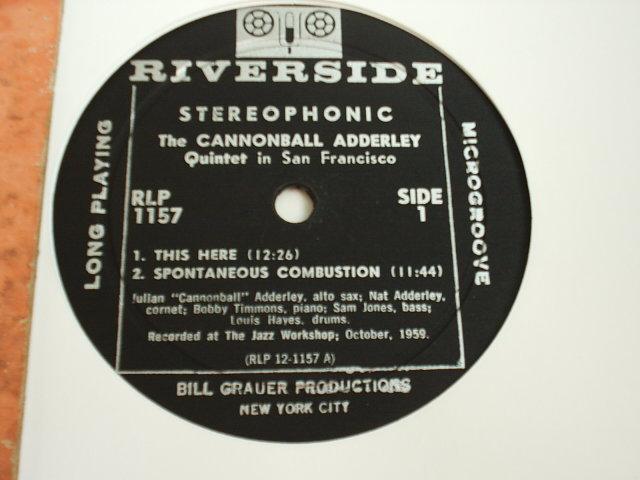 RIVERSIDE
STEREOPHONIC
The CANNONBALL ADDERLEY
Quintet in San Francisco
RLP
1157
SIDE
1
LONG PLAYING
MICROGROOVE
1. THIS HERE (12:26)
2. SPONTANEOUS COMBUSTION (11:44)
Julian "Cannonball" Adderley, alto sax; Nat Adderley,
cornet; Bobby Timmons, piano; Sam Jones, bass;
Louis Hayes, drums.
Recorded at The Jazz Workshop; October, 1959.
(RLP 12-1157 A)
BILL GRAUER PRODUCTIONS
NEW YORK CITY